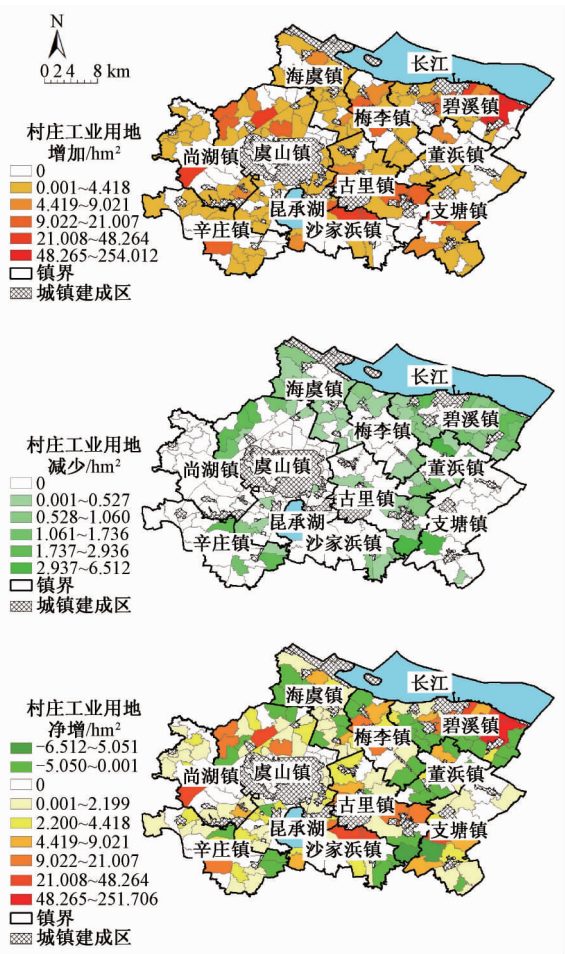 N
0 2 4 8 km
长江
海虞镇
碧溪镇
梅李镇
村庄工业用地
增加/hm²
尚湖镇
虞山镇
董浜镇
0
0.001~4.418
古里镇
4.419~9.021
昆承湖
支塘镇
9.022~21.007
辛庄镇
沙家浜镇
21.008~48.264
48.265~254.012
镇界
城镇建成区
长江
海虞镇
碧溪镇
梅李镇
村庄工业用地
减少/hm²
尚湖镇
虞山镇
董浜镇
0
0.001~0.527
古里镇
0.528~1.060
昆承湖
支塘镇
1.061~1.736
辛庄镇
沙家浜镇
1.737~2.936
2.937~6.512
镇界
城镇建成区
长江
海虞镇
碧溪镇
村庄工业用地
净增/hm²
梅李镇
−6.512~5.051
−5.050~0.001
尚湖镇
虞山镇
董浜镇
0
0.001~2.199
古里镇
2.200~4.418
昆承湖
支塘镇
4.419~9.021
辛庄镇
沙家浜镇
9.022~21.007
21.008~48.264
48.265~251.706
镇界
城镇建成区